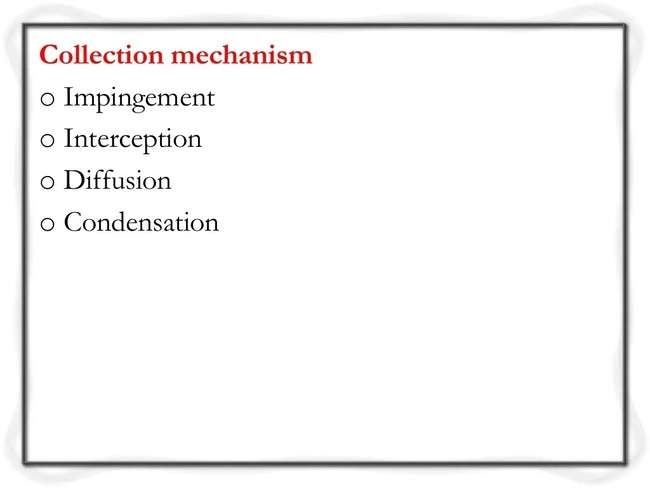 Collection mechanism
o Impingement
o Interception
o Diffusion
o Condensation